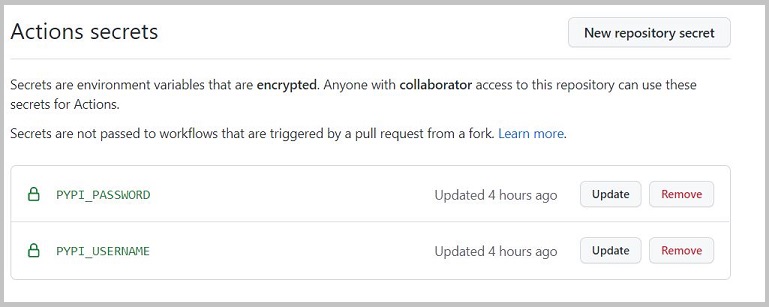 Actions secrets
New repository secret
Secrets are environment variables that are encrypted. Anyone with collaborator access to this repository can use these
secrets for Actions.
Secrets are not passed to workflows that are triggered by a pull request from a fork. Learn more.
PYPI_PASSWORD Updated 4 hours ago Update Remove
PYPI_USERNAME Updated 4 hours ago Update Remove